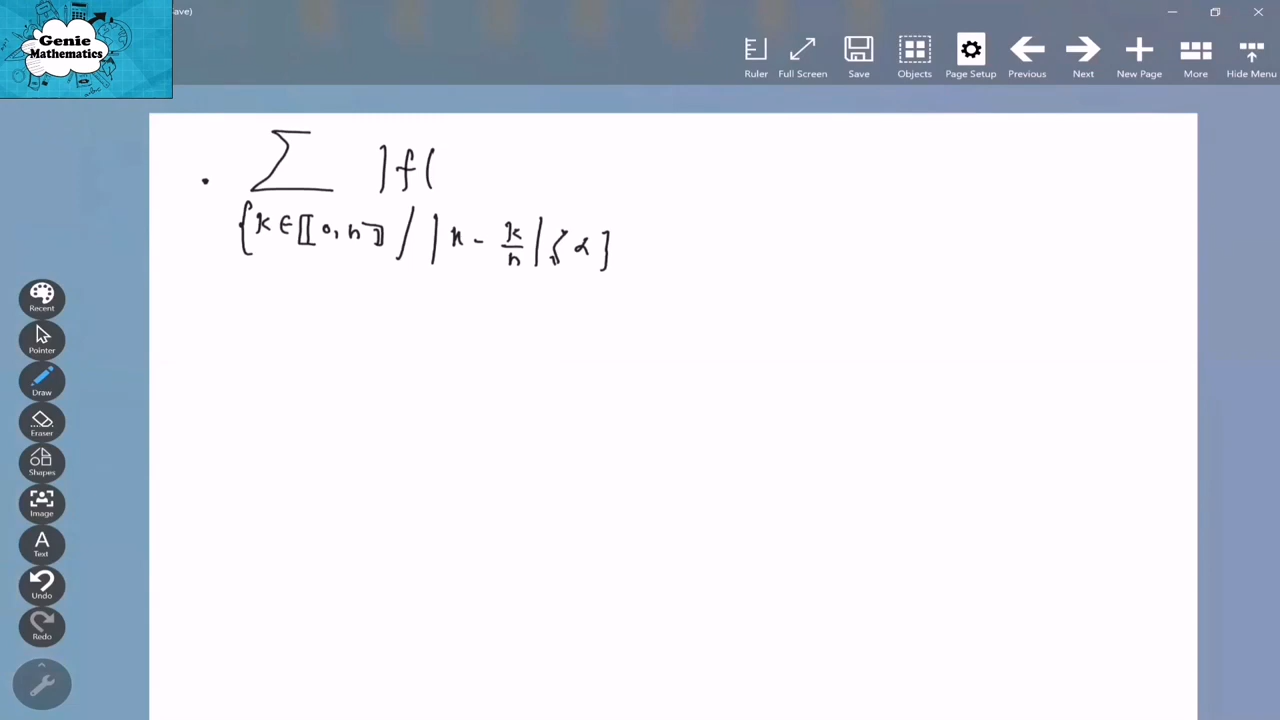 Save)
Genie
Mathematics
Ruler Full Screen Save Objects Page Setup Previous Next New Page More Hide Menu
. ∑ |f(
{k∈⟦0,n⟧ / |x - k/n| ≤ α}
Recent
Pointer
Draw
Eraser
Shapes
Image
A
Text
Undo
Redo